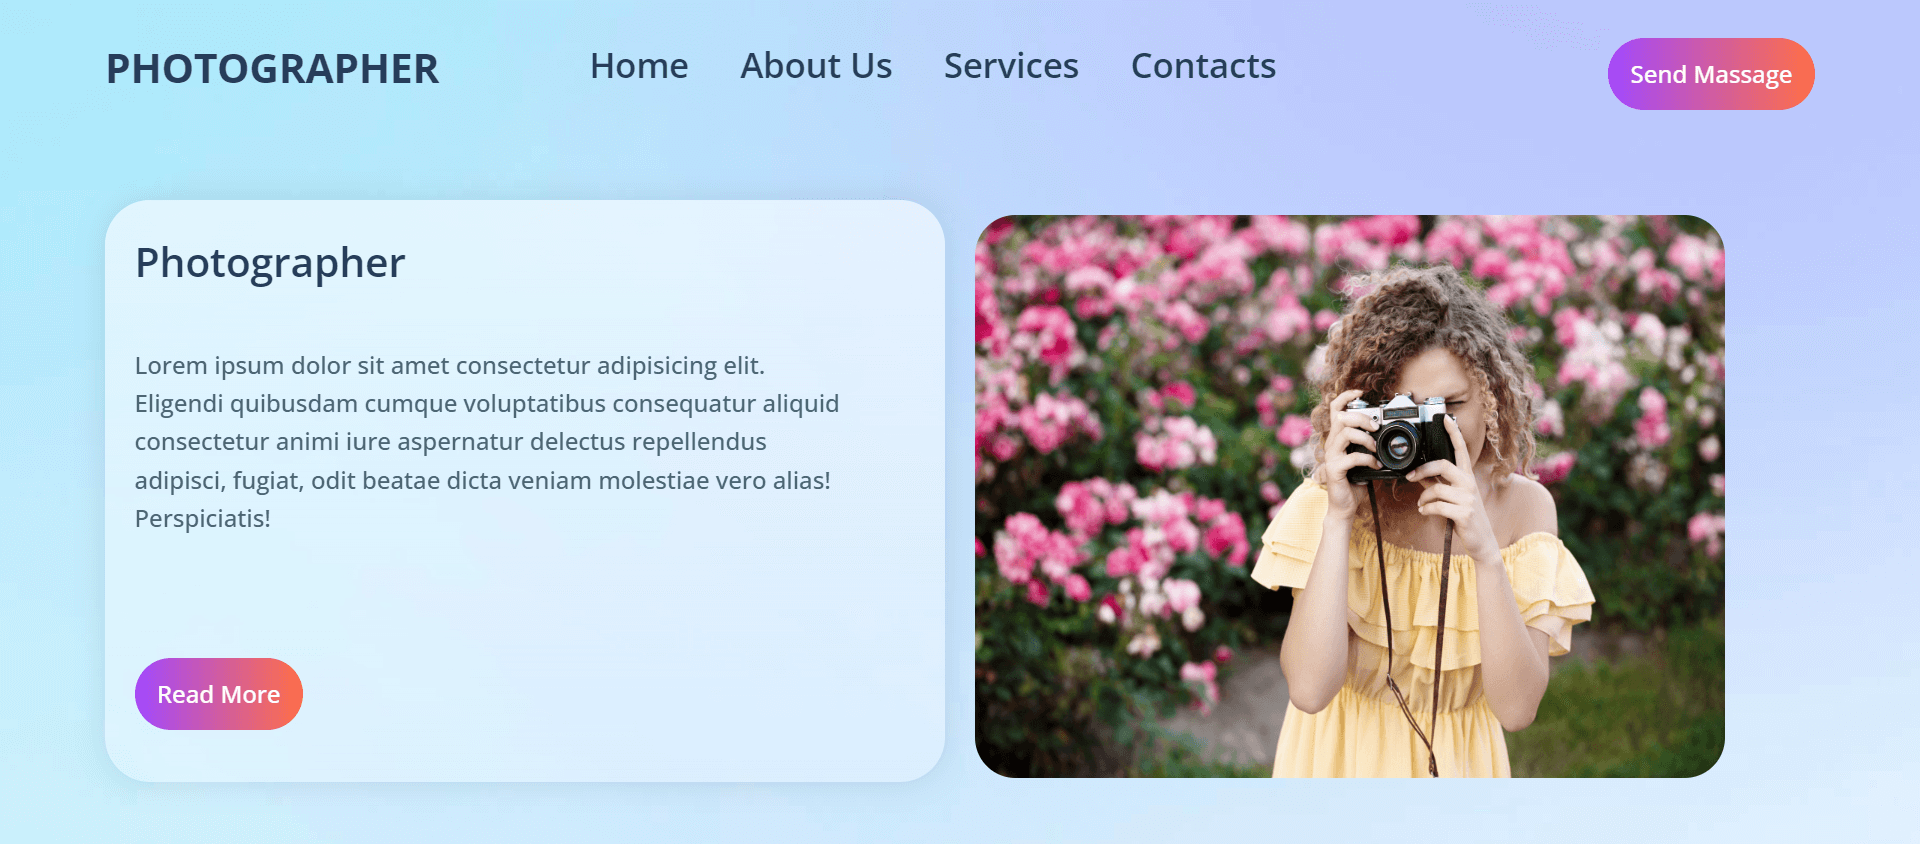 PHOTOGRAPHER
Home About Us Services Contacts
Send Massage
Photographer
Lorem ipsum dolor sit amet consectetur adipisicing elit.
Eligendi quibusdam cumque voluptatibus consequatur aliquid
consectetur animi iure aspernatur delectus repellendus
adipisci, fugiat, odit beatae dicta veniam molestiae vero alias!
Perspiciatis!
Read More